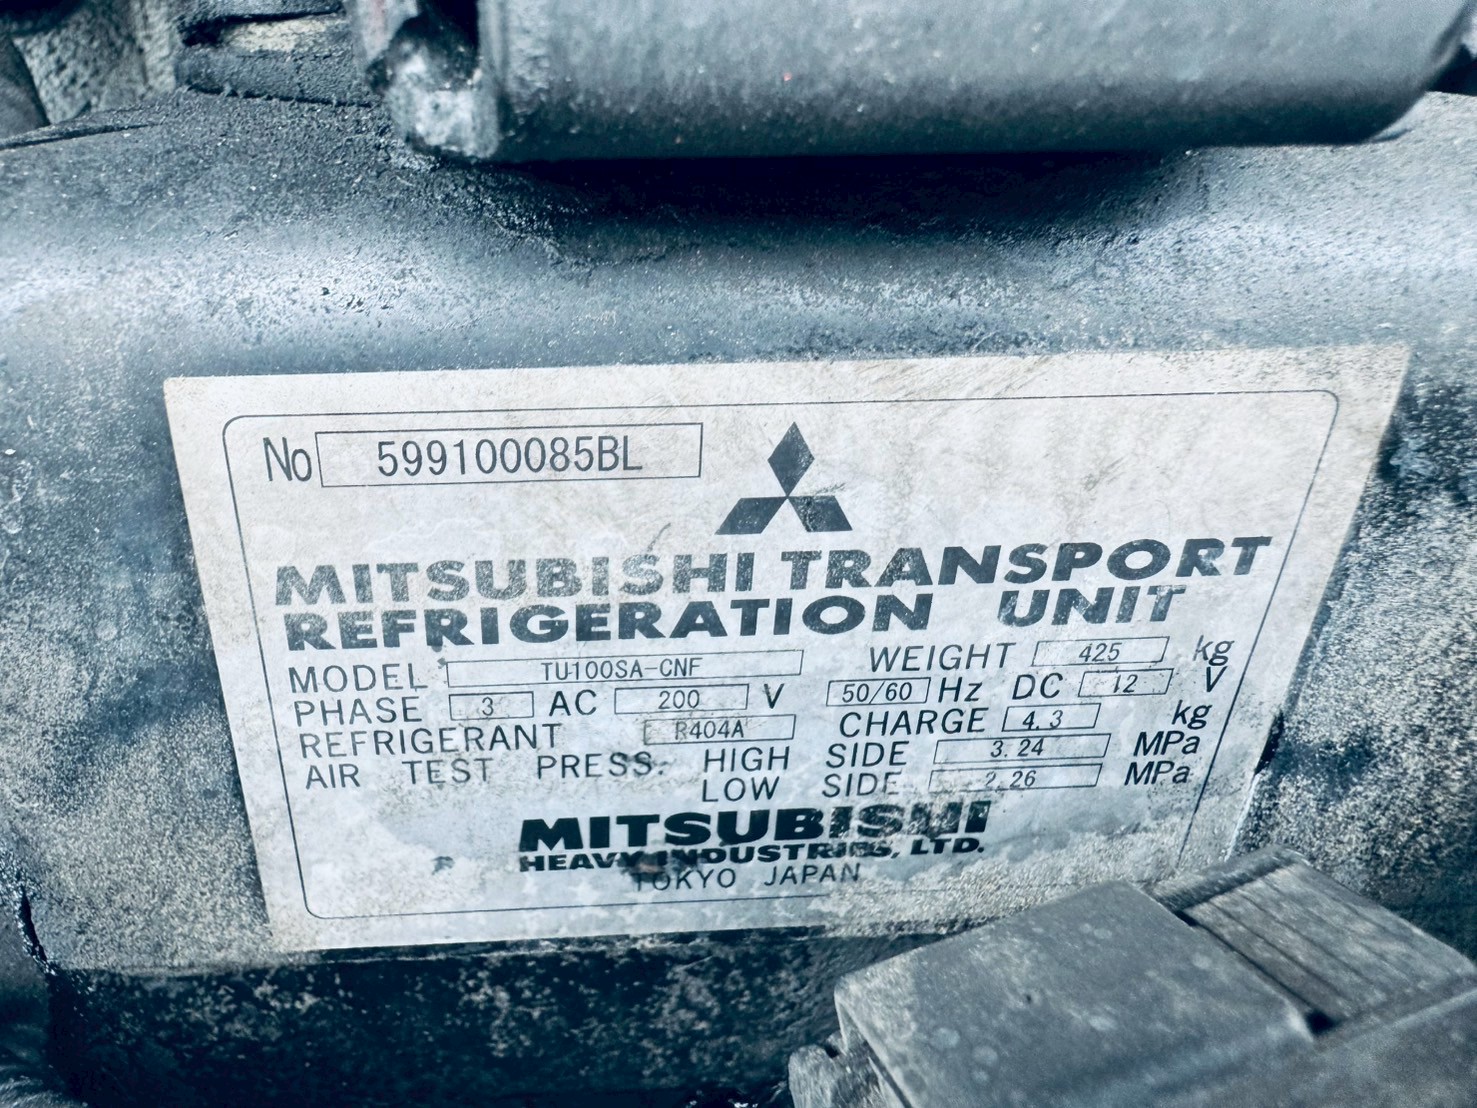 No 599100085BL
MITSUBISHI TRANSPORT
REFRIGERATION UNIT
MODEL TU100SA-CNF WEIGHT 425 kg
PHASE 3 AC 200 V 50/60 Hz DC 12 V
REFRIGERANT R404A CHARGE 4.3 kg
AIR TEST PRESS. HIGH SIDE 3.24 MPa
LOW SIDE 2.26 MPa
MITSUBISHI
HEAVY INDUSTRIES, LTD.
TOKYO JAPAN